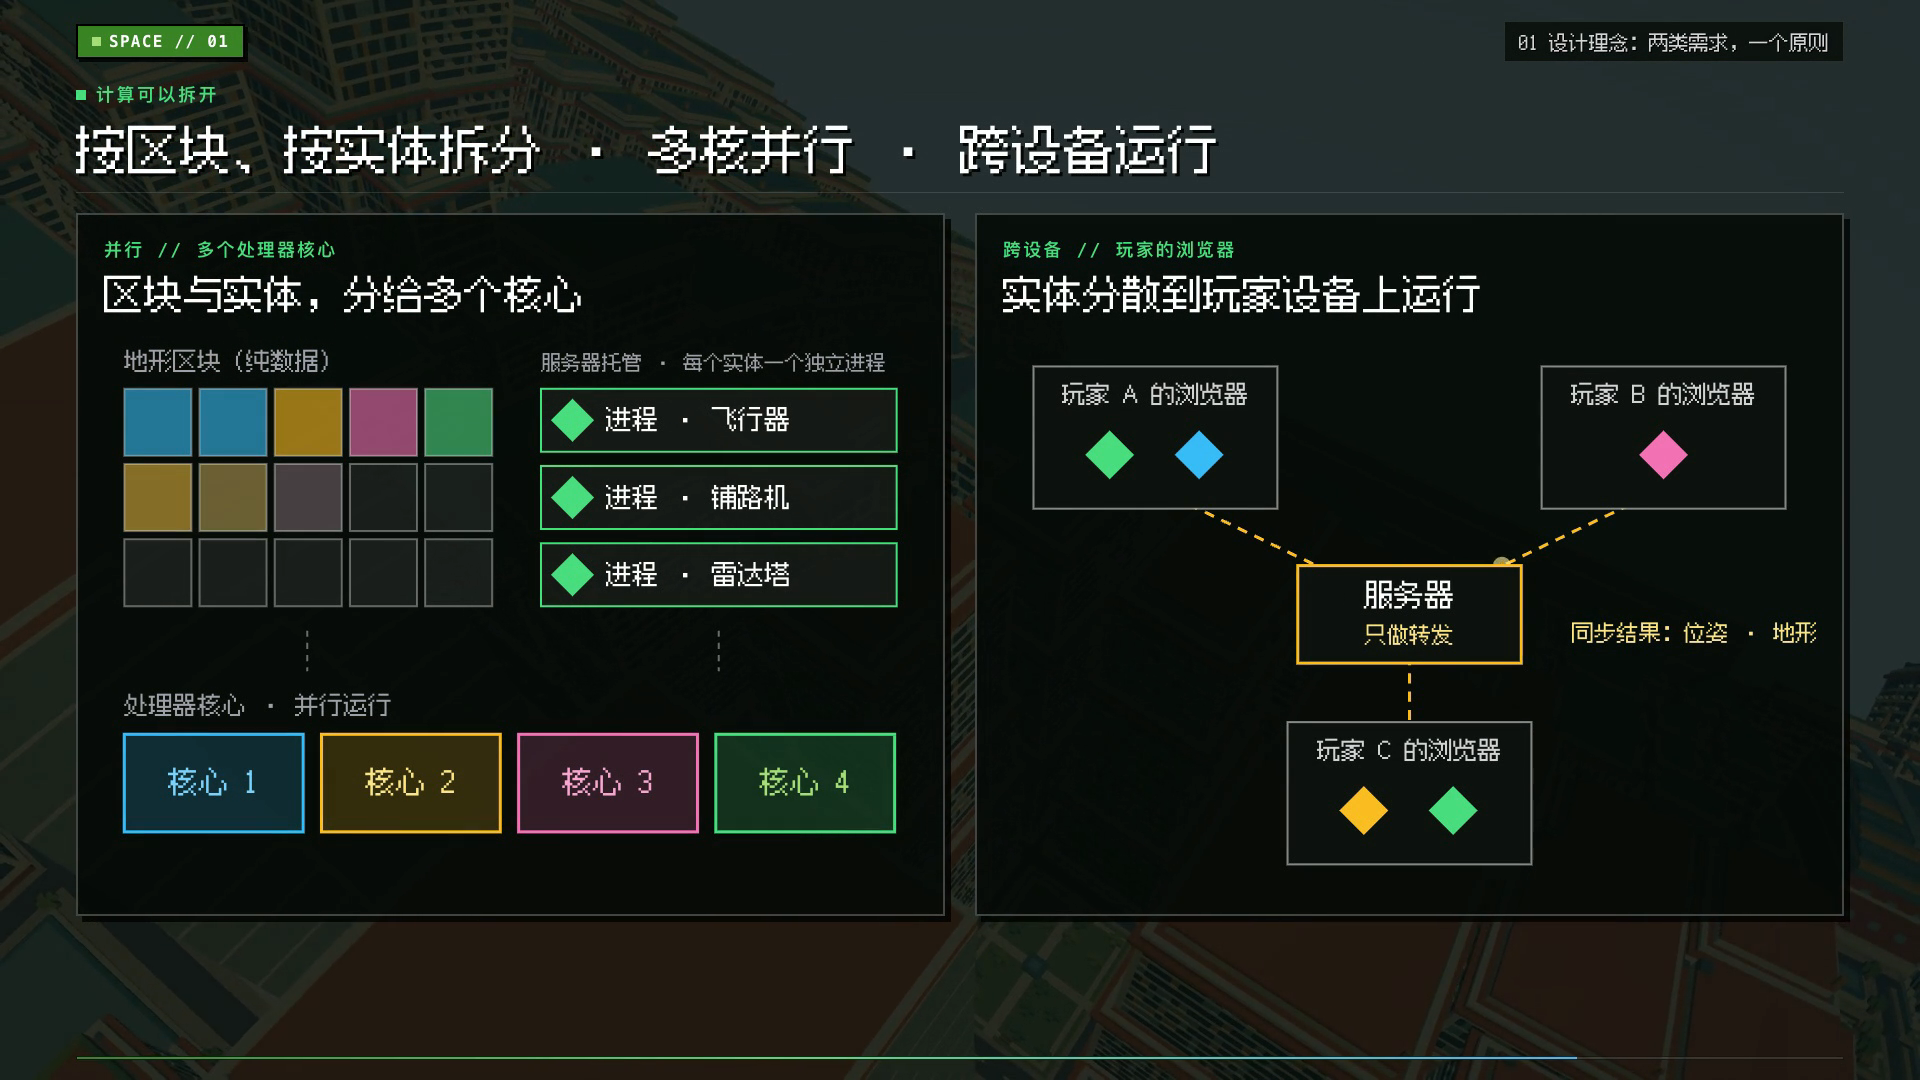 SPACE // 01
01 设计理念：两类需求，一个原则
计算可以拆开
按区块、按实体拆分 · 多核并行 · 跨设备运行
并行 // 多个处理器核心
区块与实体，分给多个核心
地形区块（纯数据）
服务器托管 · 每个实体一个独立进程
进程 · 飞行器
进程 · 铺路机
进程 · 雷达塔
处理器核心 · 并行运行
核心 1
核心 2
核心 3
核心 4
跨设备 // 玩家的浏览器
实体分散到玩家设备上运行
玩家 A 的浏览器
玩家 B 的浏览器
服务器
只做转发
同步结果：位姿 · 地形
玩家 C 的浏览器